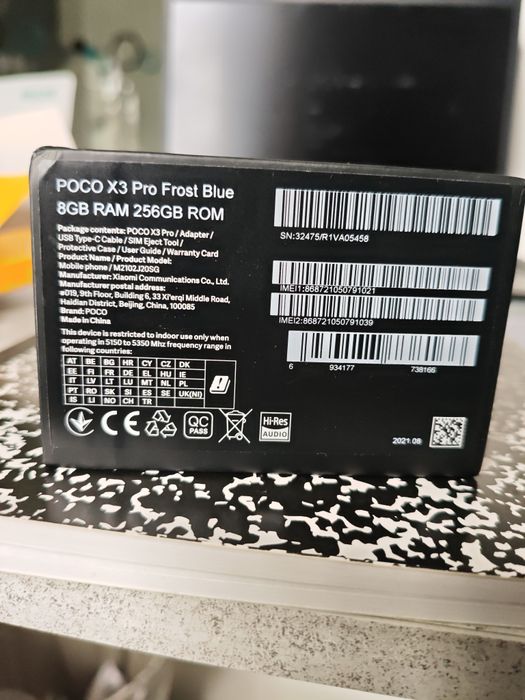 POCO X3 Pro Frost Blue
8GB RAM 256GB ROM
Package contents: POCO X3 Pro / Adapter /
USB Type-C Cable / SIM Eject Tool /
Protective Case / User Guide / Warranty Card
Product Name / Product Model:
Mobile phone / M2102J20SG
Manufacturer: Xiaomi Communications Co., Ltd.
Manufacturer postal address:
#019, 9th Floor, Building 6, 33 Xi'erqi Middle Road,
Haidian District, Beijing, China, 100085
Brand: POCO
Made in China
This device is restricted to indoor use only when
operating in 5150 to 5350 Mhz frequency range in
following countries:
AT BE BG HR CY CZ DK
EE FI FR DE EL HU IE
IT LV LT LU MT NL PL
PT RO SK SI ES SE UK(NI)
IS LI NO CH TR
CE
QC
PASS
Hi-Res
AUDIO
SN:32475/R1VA05458
IMEI1:868721050791021
IMEI2:868721050791039
6 934177 738166
2021.08